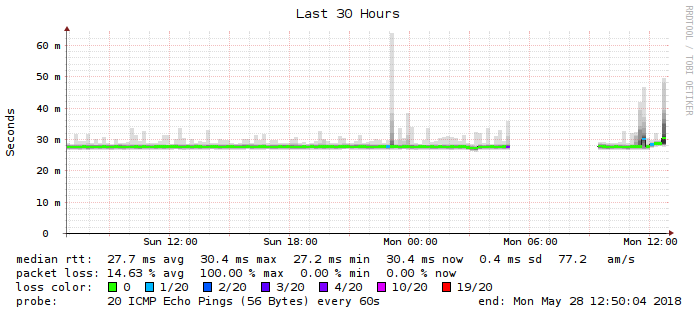 Last 30 Hours
RRDTOOL / TOBI OETIKER
Seconds
60 m
50 m
40 m
30 m
20 m
10 m
0
Sun 12:00 Sun 18:00 Mon 00:00 Mon 06:00 Mon 12:00
median rtt: 27.7 ms avg 30.4 ms max 27.2 ms min 30.4 ms now 0.4 ms sd 77.2 am/s
packet loss: 14.63 % avg 100.00 % max 0.00 % min 0.00 % now
loss color: 0 1/20 2/20 3/20 4/20 10/20 19/20
probe: 20 ICMP Echo Pings (56 Bytes) every 60s end: Mon May 28 12:50:04 2018